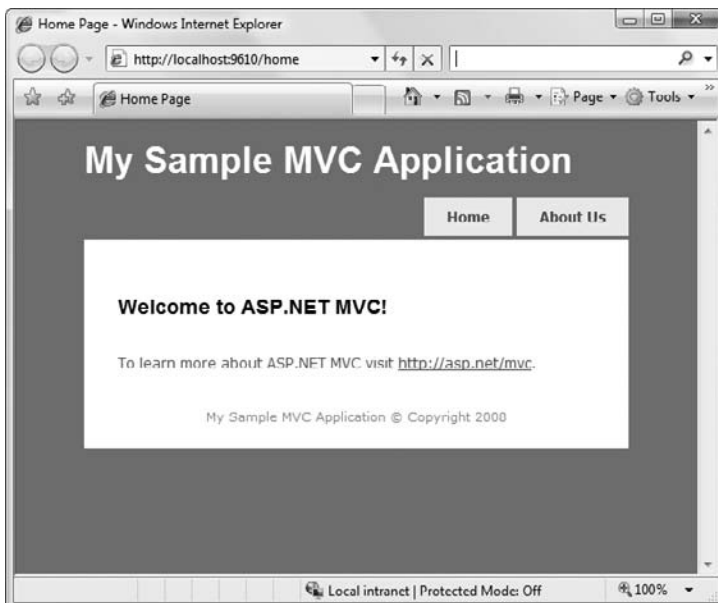 Home Page - Windows Internet Explorer
http://localhost:9610/home
Home Page
Page
Tools
My Sample MVC Application
Home
About Us
Welcome to ASP.NET MVC!
To learn more about ASP.NET MVC visit http://asp.net/mvc.
My Sample MVC Application © Copyright 2008
Local intranet | Protected Mode: Off
100%